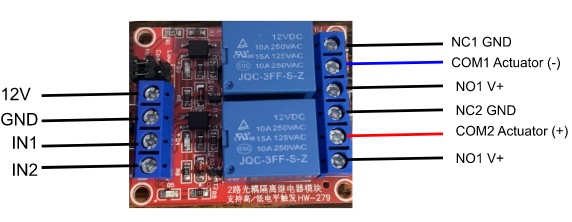 12V
GND
IN1
IN2
12VDC
10A 250VAC
15A 125VAC
10A 250VAC
JQC-3FF-S-Z
12VDC
10A 250VAC
15A 125VAC
10A 250VAC
JQC-3FF-S-Z
2路光耦隔离继电器模块
支持高/低电平触发HW-279
NC1 GND
COM1 Actuator (-)
NO1 V+
NC2 GND
COM2 Actuator (+)
NO1 V+